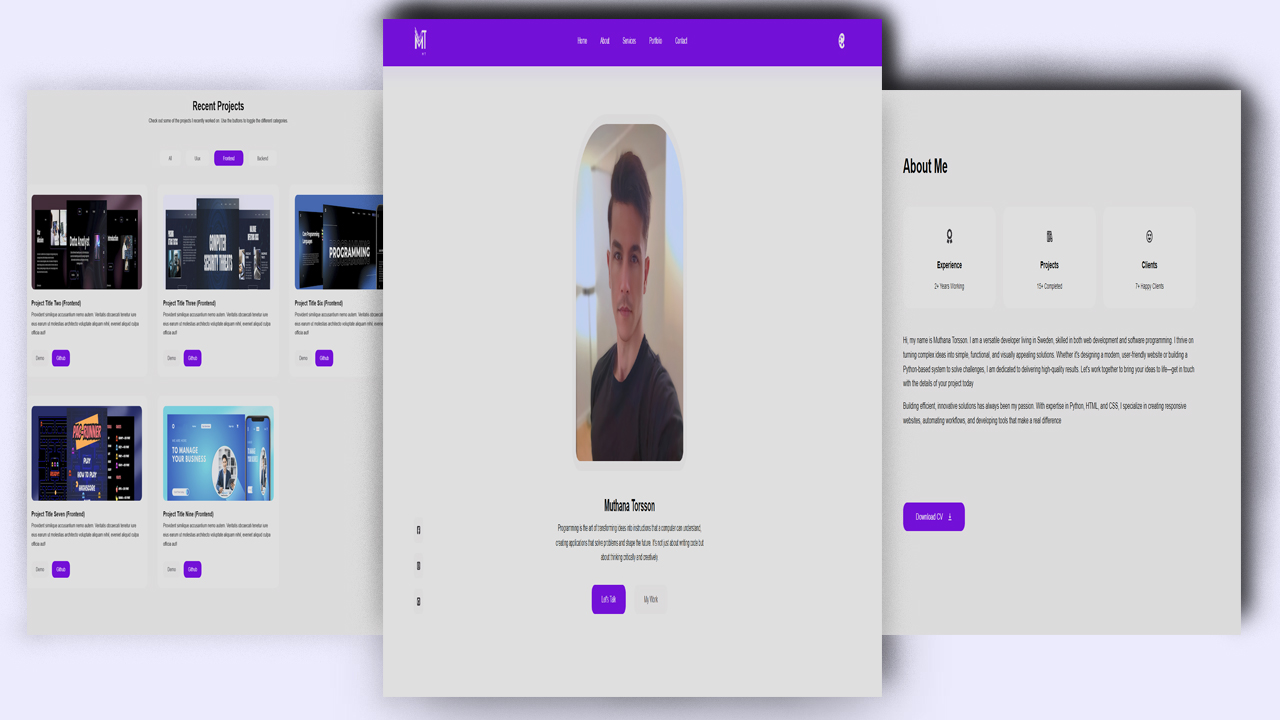 MT
Home About Services Portfolio Contact
Recent Projects
Check out some of the projects I recently worked on. Use the buttons to toggle the different categories.
All
Frontend
Backend
Data Analyst
Introduction
COMPUTER
SECURITY THREATS
PROGRAMMING
Project Title Two (Frontend)
Provident similique accusantium nemo autem. Veritatis obcaecati tenetur iure
eius earum ut molestias architecto voluptate aliquam nihil, eveniet aliquid culpa
officia aut!
Demo
Github
Project Title Three (Frontend)
Provident similique accusantium nemo autem. Veritatis obcaecati tenetur iure
eius earum ut molestias architecto voluptate aliquam nihil, eveniet aliquid culpa
officia aut!
Demo
Github
Project Title Six (Frontend)
Provident similique accusantium nemo autem. Veritatis obcaecati
eius earum ut molestias architecto voluptate aliquam nihil,
officia aut!
Demo
Github
PLAY
HOW TO PLAY
TO MANAGE
YOUR BUSINESS
Project Title Seven (Frontend)
Provident similique accusantium nemo autem. Veritatis obcaecati tenetur iure
eius earum ut molestias architecto voluptate aliquam nihil, eveniet aliquid culpa
officia aut!
Demo
Github
Project Title Nine (Frontend)
Provident similique accusantium nemo autem. Veritatis obcaecati tenetur iure
eius earum ut molestias architecto voluptate aliquam nihil, eveniet aliquid culpa
officia aut!
Demo
Github
Muthana Torsson
Programming is the art of transforming ideas into instructions that a computer can understand,
creating applications that solve problems and shape the future. It's not just about writing code but
about thinking critically and creatively
Let's Talk
My Work
About Me
Experience
2+ Years Working
Projects
15+ Completed
Clients
7+ Happy Clients
Hi, my name is Muthana Torsson. I am a versatile developer living in Sweden, skilled in both web development and software programming. I thrive on
turning complex ideas into simple, functional, and visually appealing solutions. Whether it's designing a modern, user-friendly website or building a
Python-based system to solve challenges, I am dedicated to delivering high-quality results. Let's work together to bring your ideas to life—get in touch
with the details of your project today
Building efficient, innovative solutions has always been my passion. With expertise in Python, HTML, and CSS, I specialize in creating responsive
websites, automating workflows, and developing tools that make a real difference
Download CV